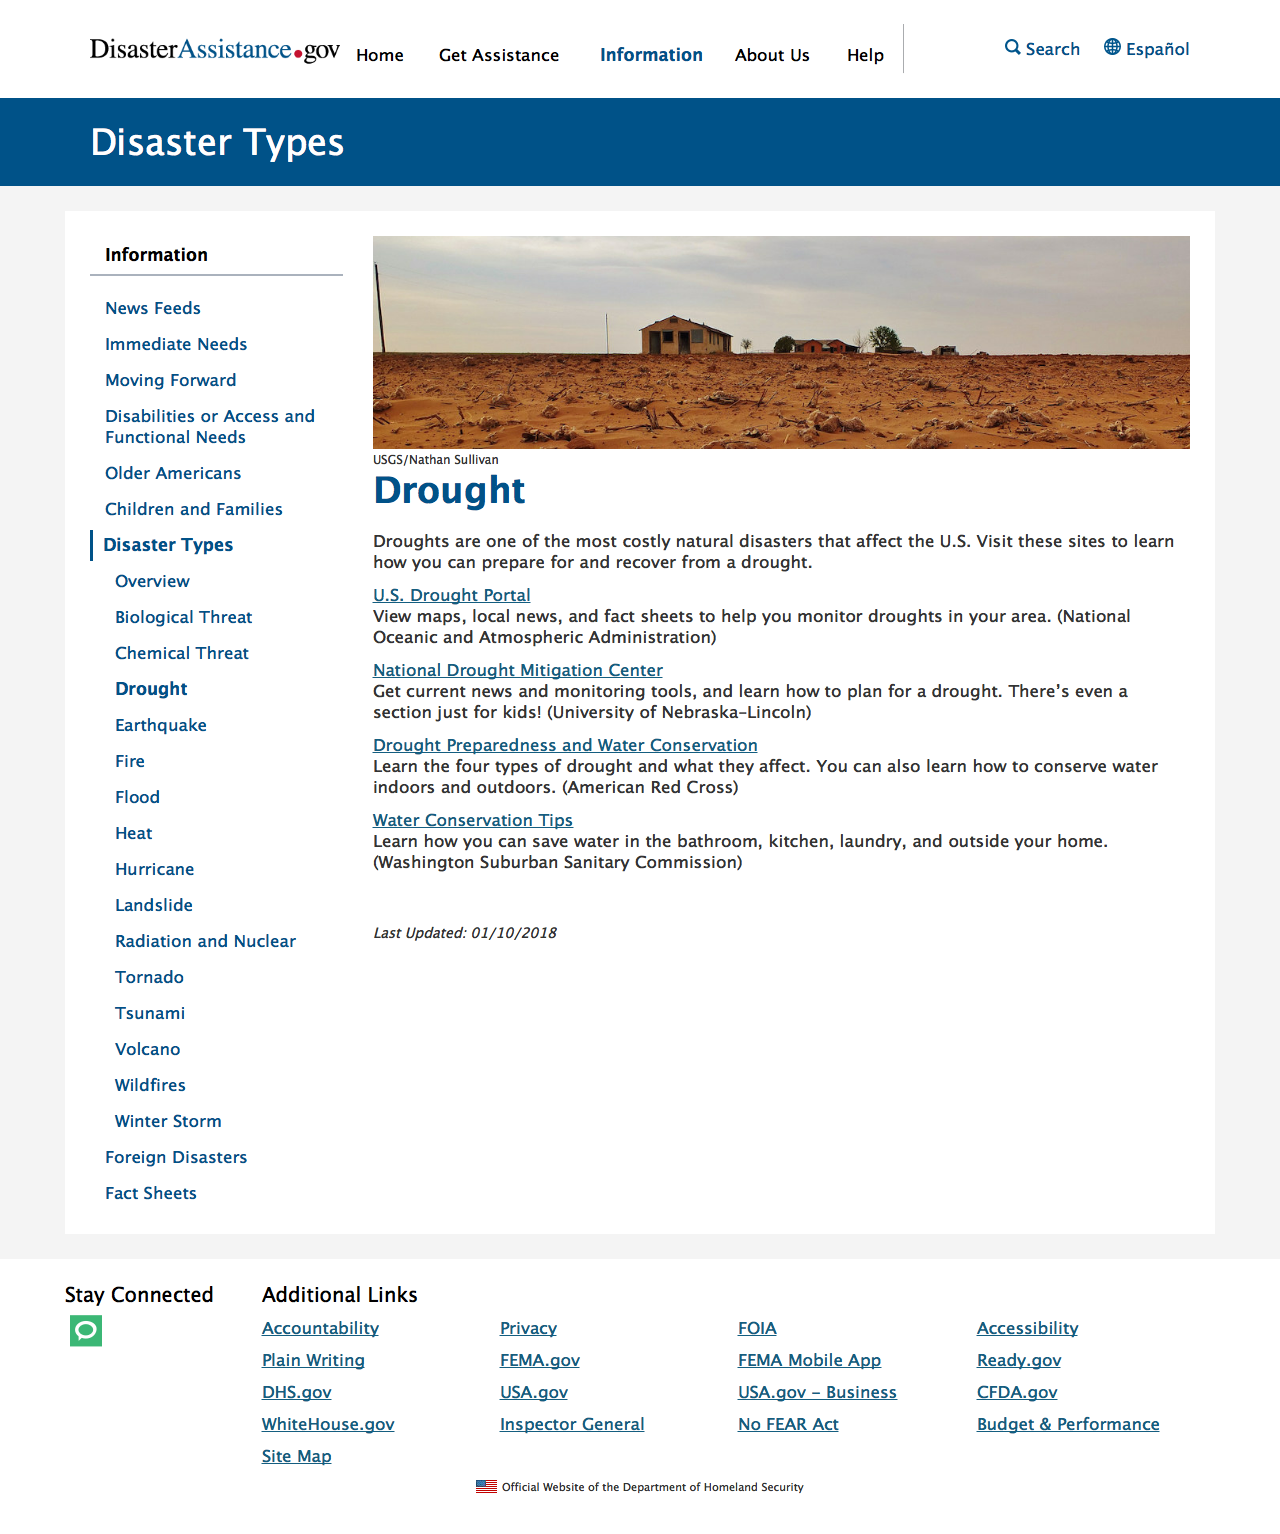 DisasterAssistance.gov
Home
Get Assistance
Information
About Us
Help
Search
Español
Disaster Types
Information
News Feeds
Immediate Needs
Moving Forward
Disabilities or Access and
Functional Needs
Older Americans
Children and Families
Disaster Types
Overview
Biological Threat
Chemical Threat
Drought
Earthquake
Fire
Flood
Heat
Hurricane
Landslide
Radiation and Nuclear
Tornado
Tsunami
Volcano
Wildfires
Winter Storm
Foreign Disasters
Fact Sheets
USGS/Nathan Sullivan
Drought
Droughts are one of the most costly natural disasters that affect the U.S. Visit these sites to learn
how you can prepare for and recover from a drought.
U.S. Drought Portal
View maps, local news, and fact sheets to help you monitor droughts in your area. (National
Oceanic and Atmospheric Administration)
National Drought Mitigation Center
Get current news and monitoring tools, and learn how to plan for a drought. There's even a
section just for kids! (University of Nebraska–Lincoln)
Drought Preparedness and Water Conservation
Learn the four types of drought and what they affect. You can also learn how to conserve water
indoors and outdoors. (American Red Cross)
Water Conservation Tips
Learn how you can save water in the bathroom, kitchen, laundry, and outside your home.
(Washington Suburban Sanitary Commission)
Last Updated: 01/10/2018
Stay Connected
Additional Links
Accountability
Privacy
FOIA
Accessibility
Plain Writing
FEMA.gov
FEMA Mobile App
Ready.gov
DHS.gov
USA.gov
USA.gov – Business
CFDA.gov
WhiteHouse.gov
Inspector General
No FEAR Act
Budget & Performance
Site Map
Official Website of the Department of Homeland Security